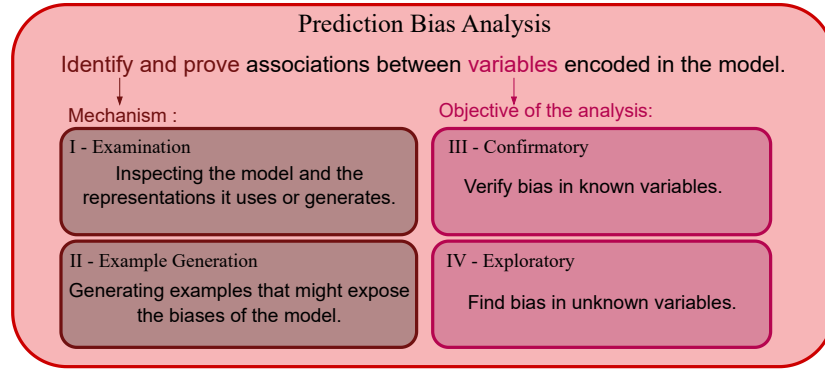 Prediction Bias Analysis
Identify and prove associations between variables encoded in the model.
Mechanism :
I - Examination
Inspecting the model and the
representations it uses or generates.
II - Example Generation
Generating examples that might expose
the biases of the model.
Objective of the analysis:
III - Confirmatory
Verify bias in known variables.
IV - Exploratory
Find bias in unknown variables.